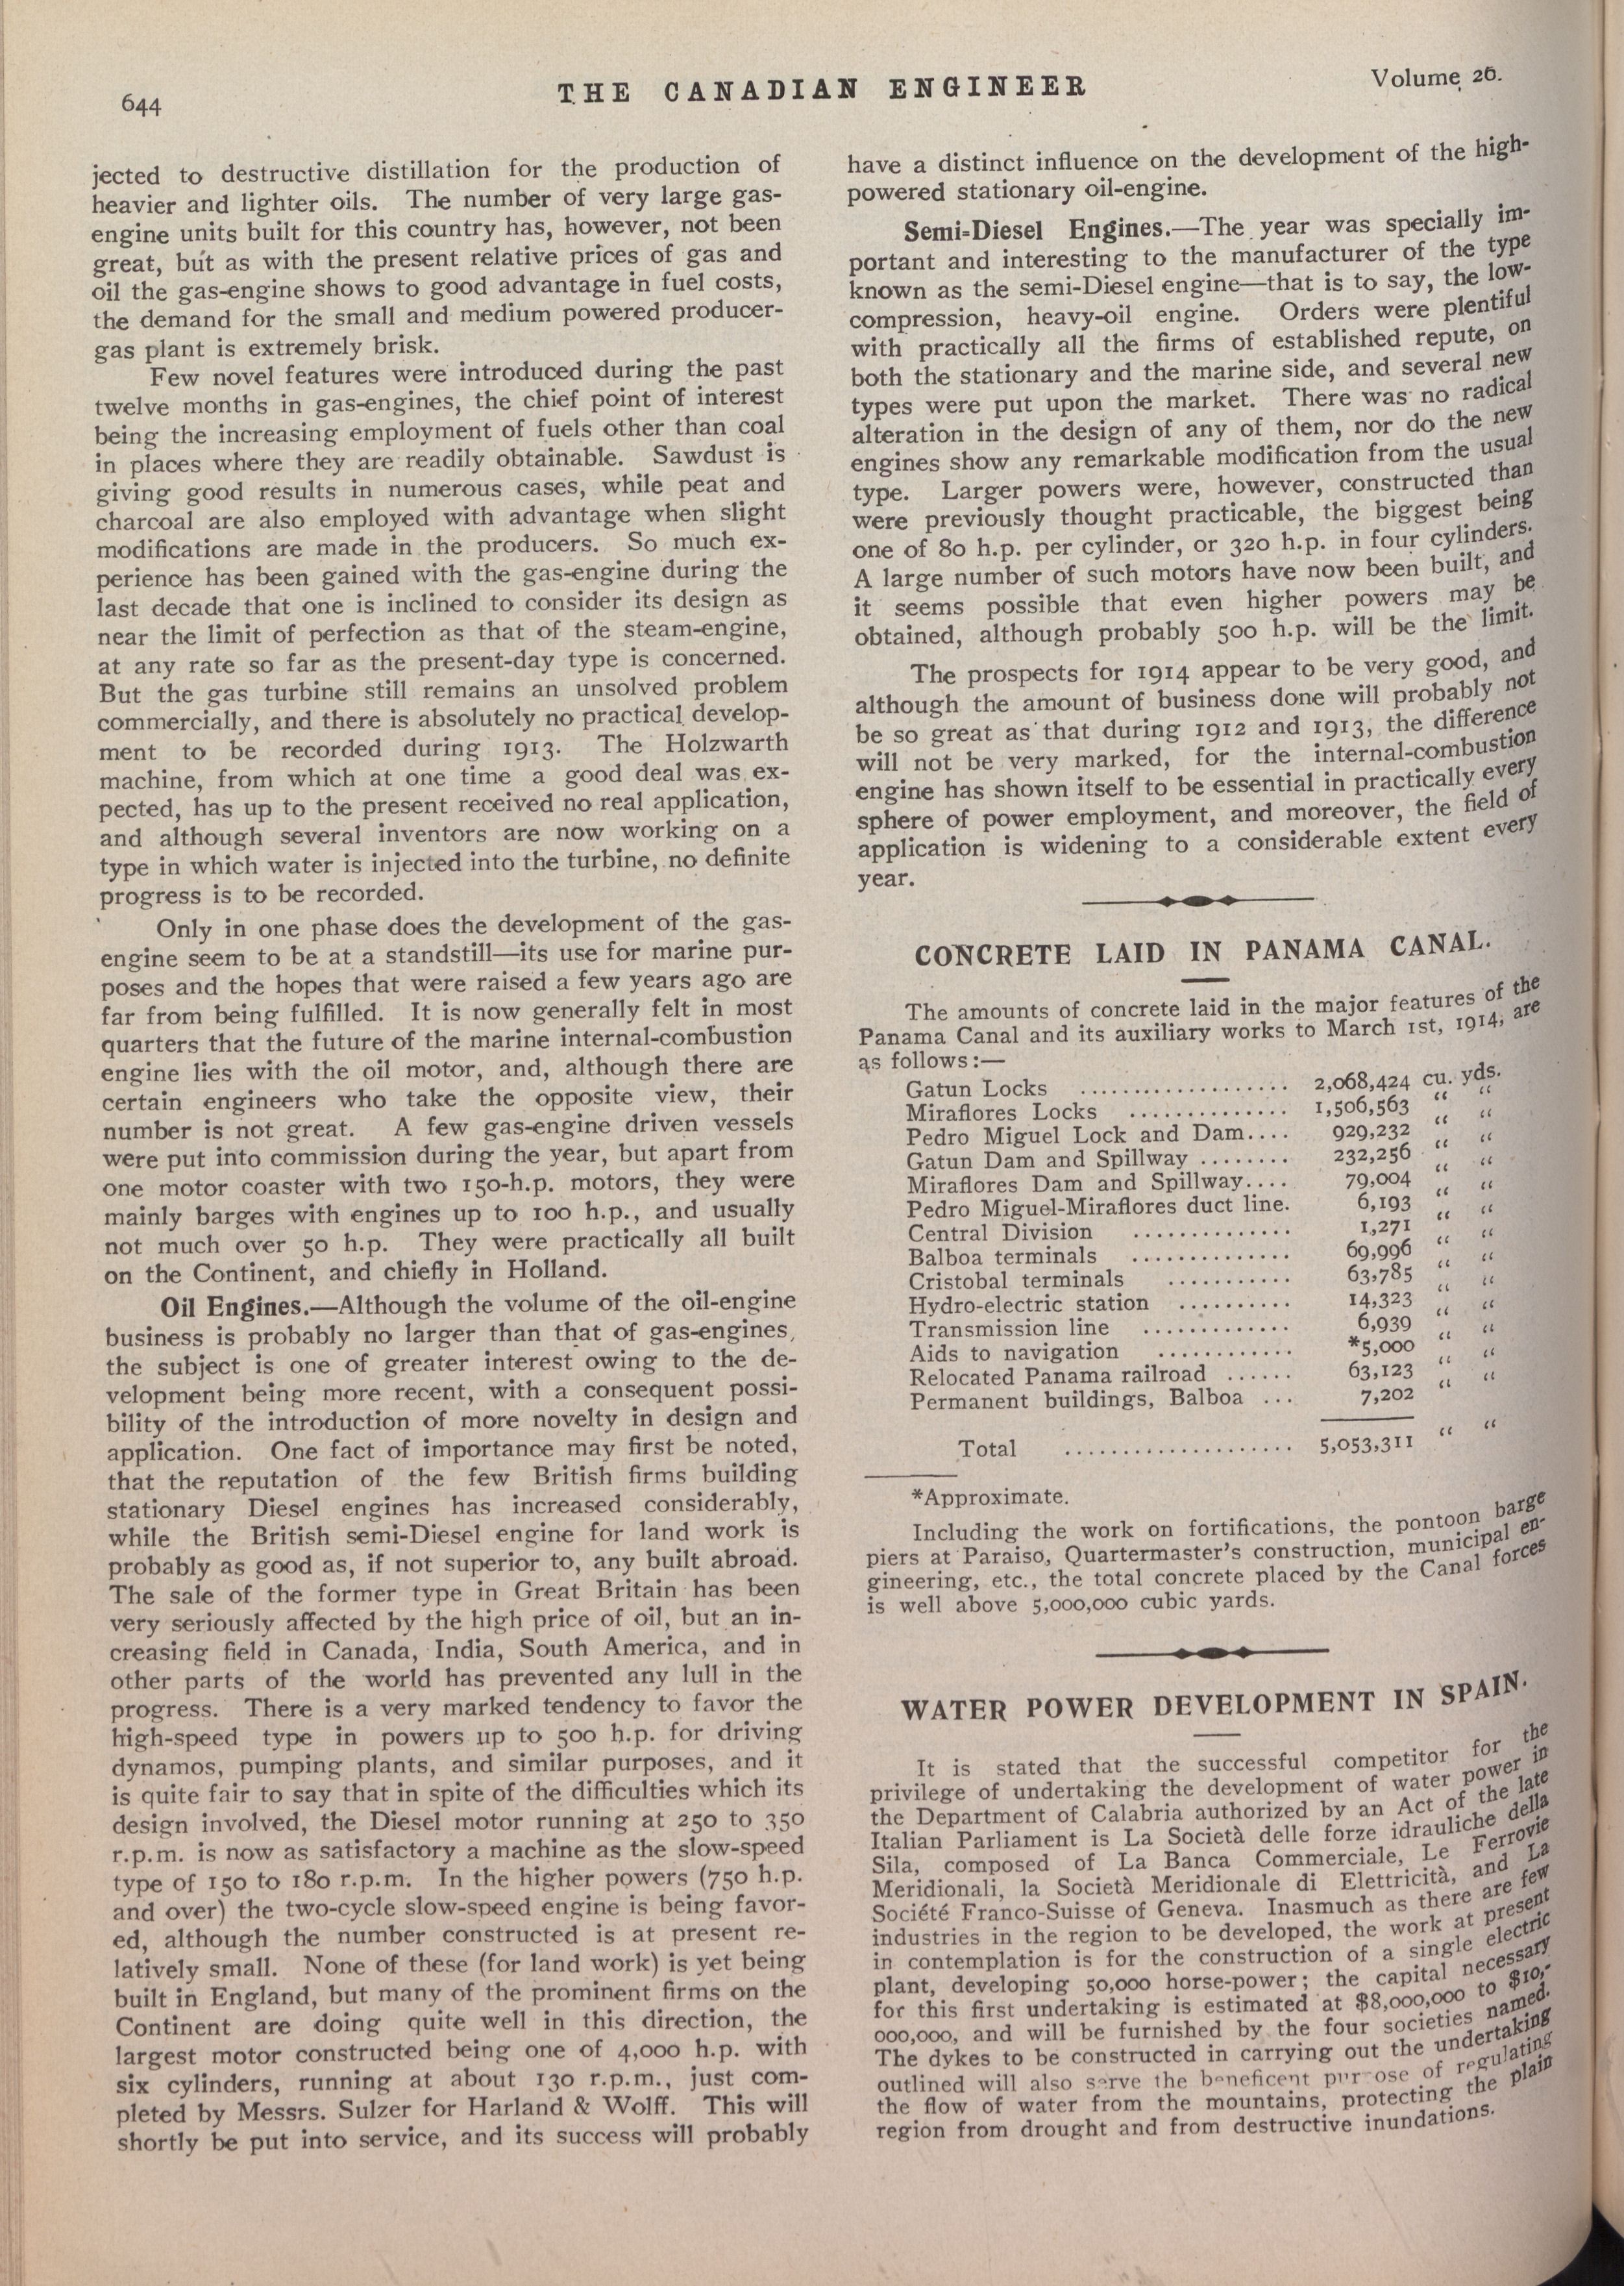 644
THE CANADIAN ENGINEER
Volume 26.
jected to destructive distillation for the production of
heavier and lighter oils. The number of very large gas-
engine units built for this country has, however, not been
great, but as with the present relative prices of gas and
oil the gas-engine shows to good advantage in fuel costs,
the demand for the small and medium powered producer-
gas plant is extremely brisk.
Few novel features were introduced during the past
twelve months in gas-engines, the chief point of interest
being the increasing employment of fuels other than coal
in places where they are readily obtainable. Sawdust is
giving good results in numerous cases, while peat and
charcoal are also employed with advantage when slight
modifications are made in the producers. So much ex-
perience has been gained with the gas-engine during the
last decade that one is inclined to consider its design as
near the limit of perfection as that of the steam-engine,
at any rate so far as the present-day type is concerned.
But the gas turbine still remains an unsolved problem
commercially, and there is absolutely no practical develop-
ment to be recorded during 1913. The Holzwarth
machine, from which at one time a good deal was ex-
pected, has up to the present received no real application,
and although several inventors are now working on a
type in which water is injected into the turbine, no definite
progress is to be recorded.
Only in one phase does the development of the gas-
engine seem to be at a standstill—its use for marine pur-
poses and the hopes that were raised a few years ago are
far from being fulfilled. It is now generally felt in most
quarters that the future of the marine internal-combustion
engine lies with the oil motor, and, although there are
certain engineers who take the opposite view, their
number is not great. A few gas-engine driven vessels
were put into commission during the year, but apart from
one motor coaster with two 150-h.p. motors, they were
mainly barges with engines up to 100 h.p., and usually
not much over 50 h.p. They were practically all built
on the Continent, and chiefly in Holland.
Oil Engines.—Although the volume of the oil-engine
business is probably no larger than that of gas-engines,
the subject is one of greater interest owing to the de-
velopment being more recent, with a consequent possi-
bility of the introduction of more novelty in design and
application. One fact of importance may first be noted,
that the reputation of the few British firms building
stationary Diesel engines has increased considerably,
while the British semi-Diesel engine for land work is
probably as good as, if not superior to, any built abroad.
The sale of the former type in Great Britain has been
very seriously affected by the high price of oil, but an in-
creasing field in Canada, India, South America, and in
other parts of the world has prevented any lull in the
progress. There is a very marked tendency to favor the
high-speed type in powers up to 500 h.p. for driving
dynamos, pumping plants, and similar purposes, and it
is quite fair to say that in spite of the difficulties which its
design involved, the Diesel motor running at 250 to 350
r.p.m. is now as satisfactory a machine as the slow-speed
type of 150 to 180 r.p.m. In the higher powers (750 h.p.
and over) the two-cycle slow-speed engine is being favor-
ed, although the number constructed is at present re-
latively small. None of these (for land work) is yet being
built in England, but many of the prominent firms on the
Continent are doing quite well in this direction, the
largest motor constructed being one of 4,000 h.p. with
six cylinders, running at about 130 r.p.m., just com-
pleted by Messrs. Sulzer for Harland & Wolff. This will
shortly be put into service, and its success will probably
have a distinct influence on the development of the high-
powered stationary oil-engine.
Semi-Diesel Engines.—The year was specially im-
portant and interesting to the manufacturer of the type
known as the semi-Diesel engine—that is to say, the low-
compression, heavy-oil engine. Orders were plentiful
with practically all the firms of established repute, on
both the stationary and the marine side, and several new
types were put upon the market. There was no radical
alteration in the design of any of them, nor do the new
engines show any remarkable modification from the usual
type. Larger powers were, however, constructed than
were previously thought practicable, the biggest being
one of 80 h.p. per cylinder, or 320 h.p. in four cylinders.
A large number of such motors have now been built, and
it seems possible that even higher powers may be
obtained, although probably 500 h.p. will be the limit.
The prospects for 1914 appear to be very good, and
although the amount of business done will probably not
be so great as that during 1912 and 1913, the difference
will not be very marked, for the internal-combustion
engine has shown itself to be essential in practically every
sphere of power employment, and moreover, the field of
application is widening to a considerable extent every
year.
CONCRETE LAID IN PANAMA CANAL.
The amounts of concrete laid in the major features of the
Panama Canal and its auxiliary works to March 1st, 1914, are
as follows:—
Gatun Locks .................. 2,068,424 cu. yds.
Miraflores Locks .............. 1,506,563 “ “
Pedro Miguel Lock and Dam.... 929,232 “ “
Gatun Dam and Spillway ........ 232,256 “ “
Miraflores Dam and Spillway.... 79,004 “ “
Pedro Miguel-Miraflores duct line. 6,193 “ “
Central Division .............. 1,271 “ “
Balboa terminals .............. 69,996 “ “
Cristobal terminals ........... 63,785 “ “
Hydro-electric station .......... 14,323 “ “
Transmission line ............. 6,939 “ “
Aids to navigation ............ *5,000 “ “
Relocated Panama railroad ...... 63,123 “ “
Permanent buildings, Balboa ... 7,202 “ “
Total .................... 5,053,311 “ “
*Approximate.
Including the work on fortifications, the pontoon barge
piers at Paraiso, Quartermaster's construction, municipal en-
gineering, etc., the total concrete placed by the Canal forces
is well above 5,000,000 cubic yards.
WATER POWER DEVELOPMENT IN SPAIN.
It is stated that the successful competitor for the
privilege of undertaking the development of water power in
the Department of Calabria authorized by an Act of the late
Italian Parliament is La Società delle forze idrauliche della
Sila, composed of La Banca Commerciale, Le Ferrovie
Meridionali, la Società Meridionale di Elettricità, and La
Société Franco-Suisse of Geneva. Inasmuch as there are few
industries in the region to be developed, the work at present
in contemplation is for the construction of a single electric
plant, developing 50,000 horse-power; the capital necessary
for this first undertaking is estimated at $8,000,000 to $10,-
000,000, and will be furnished by the four societies named.
The dykes to be constructed in carrying out the undertaking
outlined will also serve the beneficent purpose of regulating
the flow of water from the mountains, protecting the plain
region from drought and from destructive inundations.